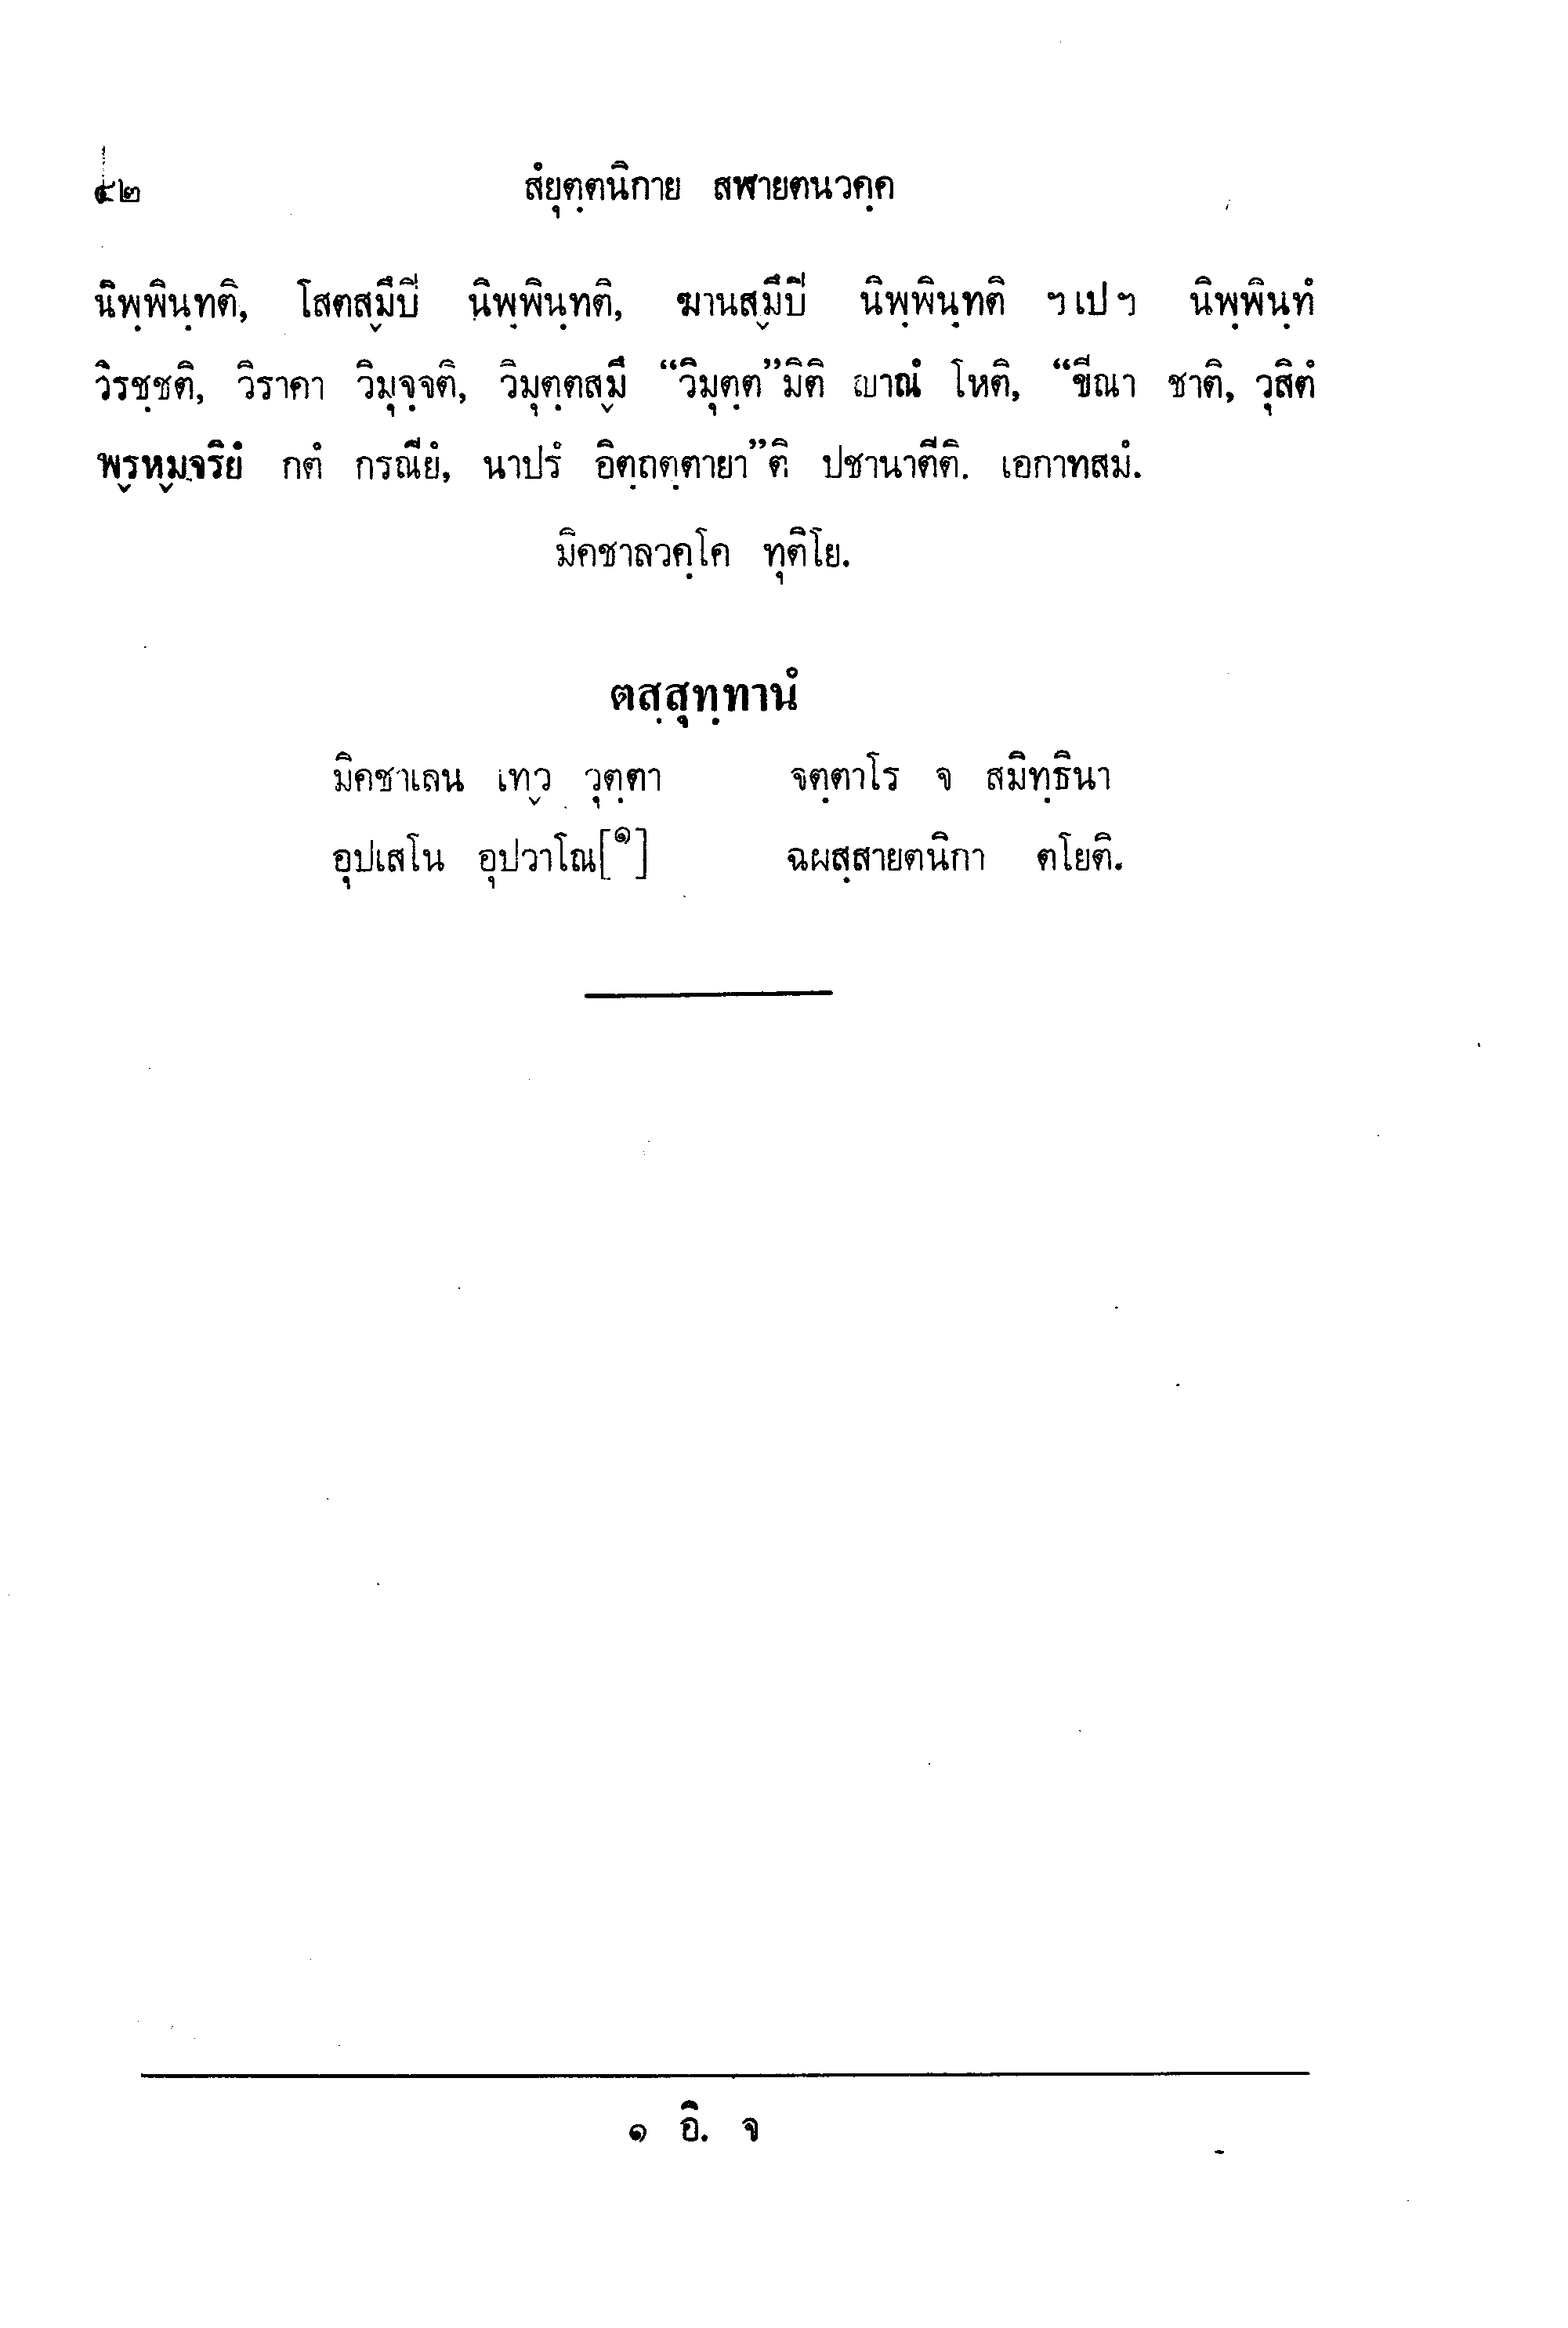 ๔๒ สํยุตฺตนิกาย สฬายตนวคฺค
นิพฺพินฺทติ, โสตสม๎ึปิ นิพฺพินฺทติ, ฆานสม๎ึปิ นิพฺพินฺทติ ฯเปฯ นิพฺพินฺทํ
วิรชฺชติ, วิราคา วิมุจฺจติ, วิมุตฺตสม๎ึ “วิมุตฺต”มิติ ญาณํ โหติ, “ขีณา ชาติ, วุสิตํ
พร๎หม๎จริยํ กตํ กรณียํ, นาปรํ อิตฺถตฺตายา”ติ ปชานาตีติ. เอกาทสมํ.
มิคชาลวคฺโค ทุติโย.
ตสฺสุทฺทานํ
มิคชาเลน เทว๎ วุตฺตา จตฺตาโร จ สมิทฺธินา
อุปเสโน อุปวาโณ[๑] ฉผสฺสายตนิกา ตโยติ.
๑ อิ. จ